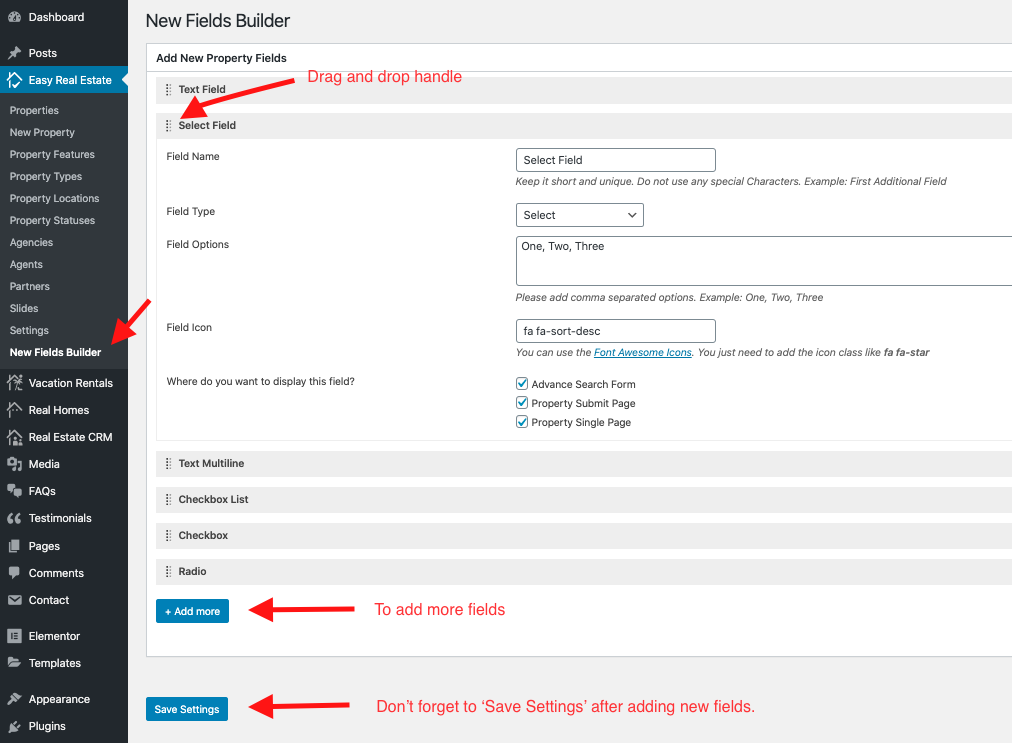 Dashboard
Posts
Easy Real Estate
Properties
New Property
Property Features
Property Types
Property Locations
Property Statuses
Agencies
Agents
Partners
Slides
Settings
New Fields Builder
Vacation Rentals
Real Homes
Real Estate CRM
Media
FAQs
Testimonials
Pages
Comments
Contact
Elementor
Templates
Appearance
Plugins
New Fields Builder
Add New Property Fields
Drag and drop handle
Text Field
Select Field
Field Name
Select Field
Keep it short and unique. Do not use any special Characters. Example: First Additional Field
Field Type
Select
Field Options
One, Two, Three
Please add comma separated options. Example: One, Two, Three
Field Icon
fa fa-sort-desc
You can use the Font Awesome Icons. You just need to add the icon class like fa fa-star
Where do you want to display this field?
Advance Search Form
Property Submit Page
Property Single Page
Text Multiline
Checkbox List
Checkbox
Radio
+ Add more
To add more fields
Save Settings
Don't forget to ‘Save Settings’ after adding new fields.